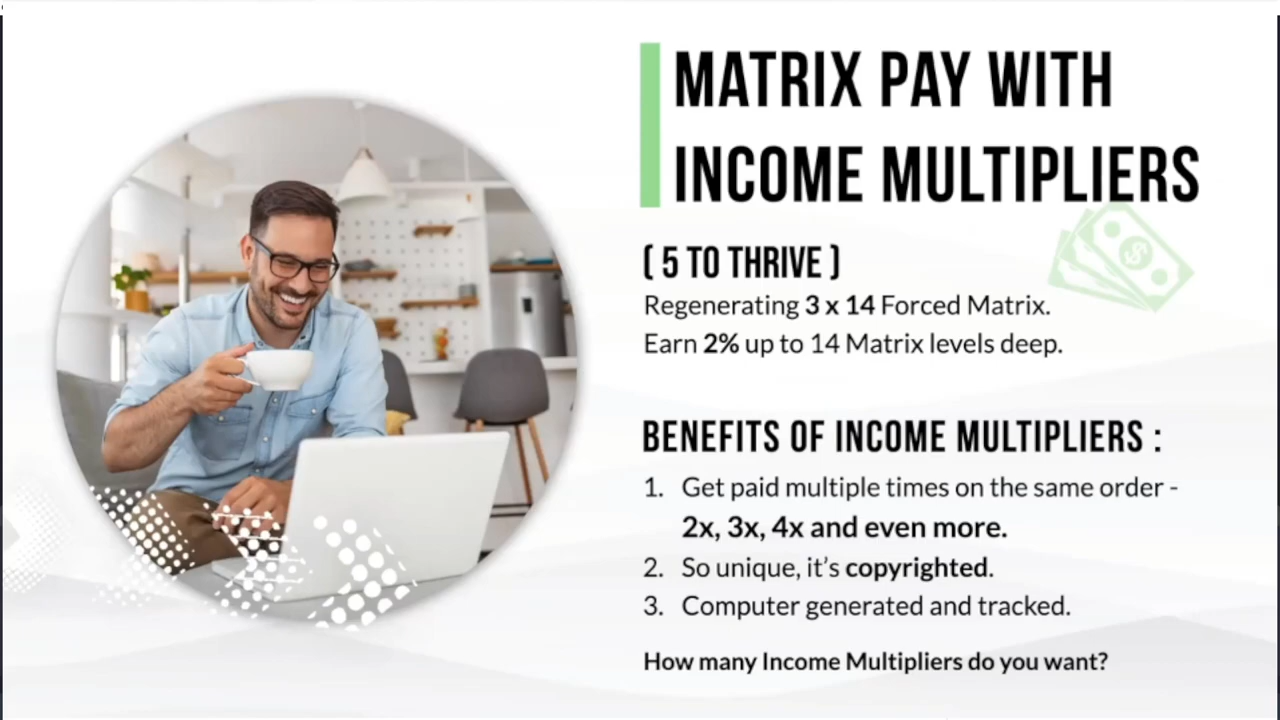 MATRIX PAY WITH
INCOME MULTIPLIERS
( 5 TO THRIVE )
Regenerating 3 x 14 Forced Matrix.
Earn 2% up to 14 Matrix levels deep.
BENEFITS OF INCOME MULTIPLIERS :
1. Get paid multiple times on the same order -
2x, 3x, 4x and even more.
2. So unique, it's copyrighted.
3. Computer generated and tracked.
How many Income Multipliers do you want?